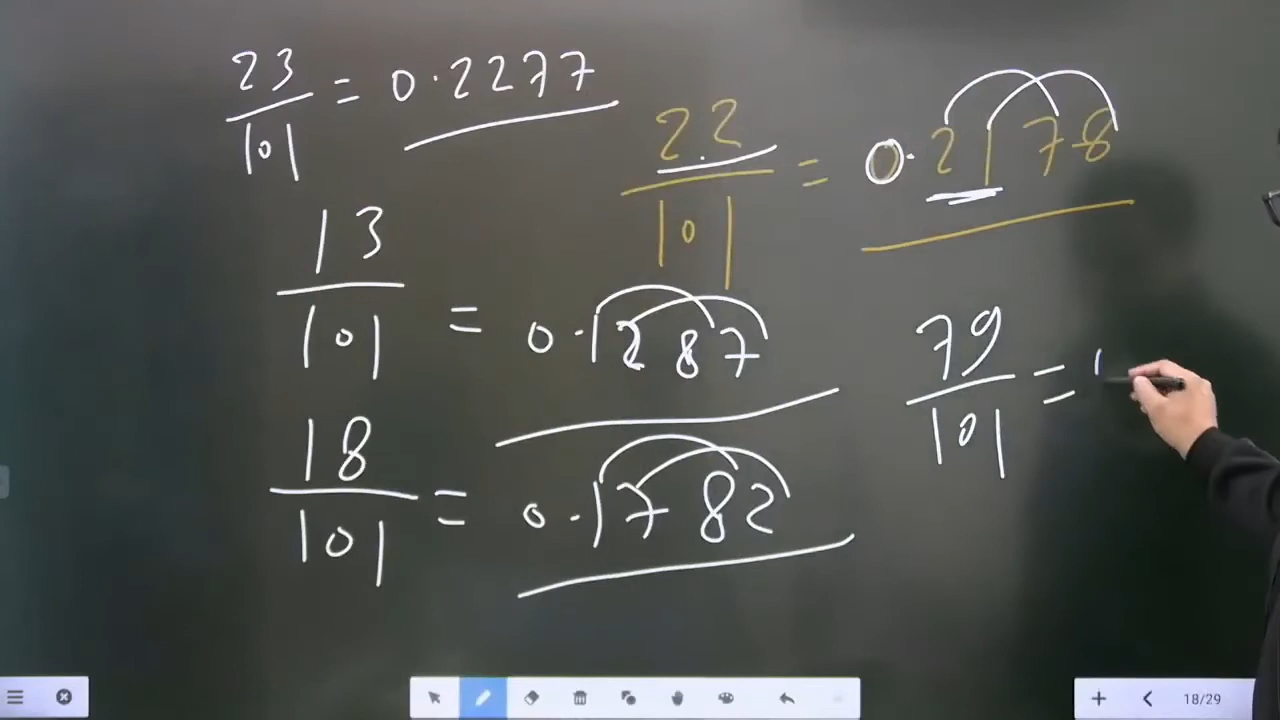 23/101 = 0.2277
22/101 = 0.2178
13/101 = 0.1287
79/101 =
18/101 = 0.1782
18/29